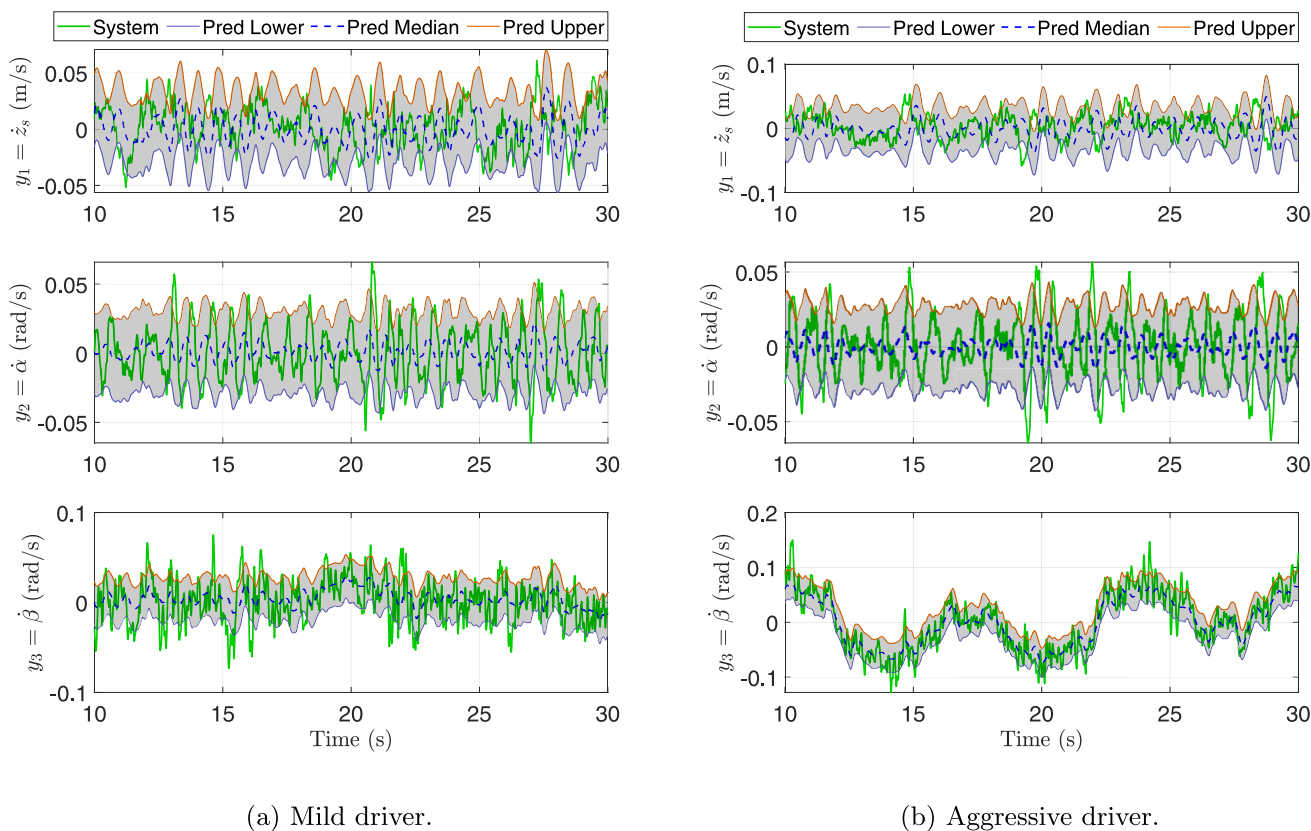 System Pred Lower Pred Median Pred Upper
y₁ = ż_s (m/s)
0.05
0
-0.05
10 15 20 25 30
y₂ = α̇ (rad/s)
0.05
0
-0.05
10 15 20 25 30
y₃ = β̇ (rad/s)
0.1
0
-0.1
10 15 20 25 30
Time (s)
(a) Mild driver.
System Pred Lower Pred Median Pred Upper
y₁ = ż_s (m/s)
0.1
0
-0.1
10 15 20 25 30
y₂ = α̇ (rad/s)
0.05
0
-0.05
10 15 20 25 30
y₃ = β̇ (rad/s)
0.2
0.1
0
-0.1
10 15 20 25 30
Time (s)
(b) Aggressive driver.